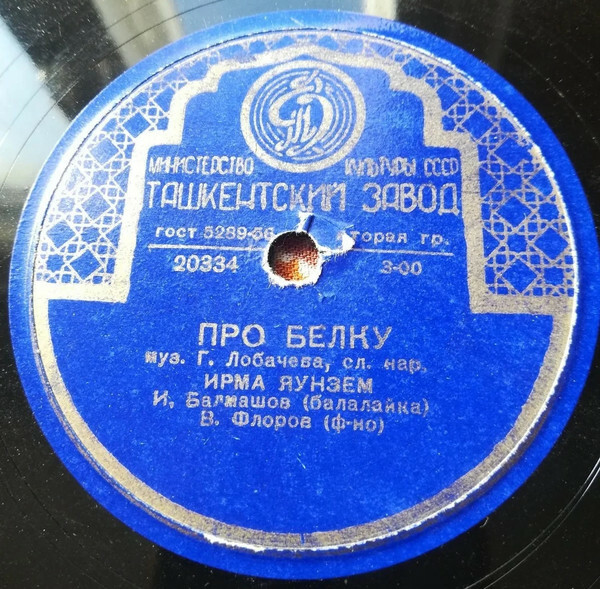 МИНИСТЕРСТВО КУЛЬТУРЫ СССР
ТАШКЕНТСКИЙ ЗАВОД
гост 5289-56 торая гр.
20334 3-00
ПРО БЕЛКУ
муз. Г. Лобачева, сл. нар.
ИРМА ЯУНЗЕМ
И. Балмашов (балалайка)
В. Флоров (ф-но)